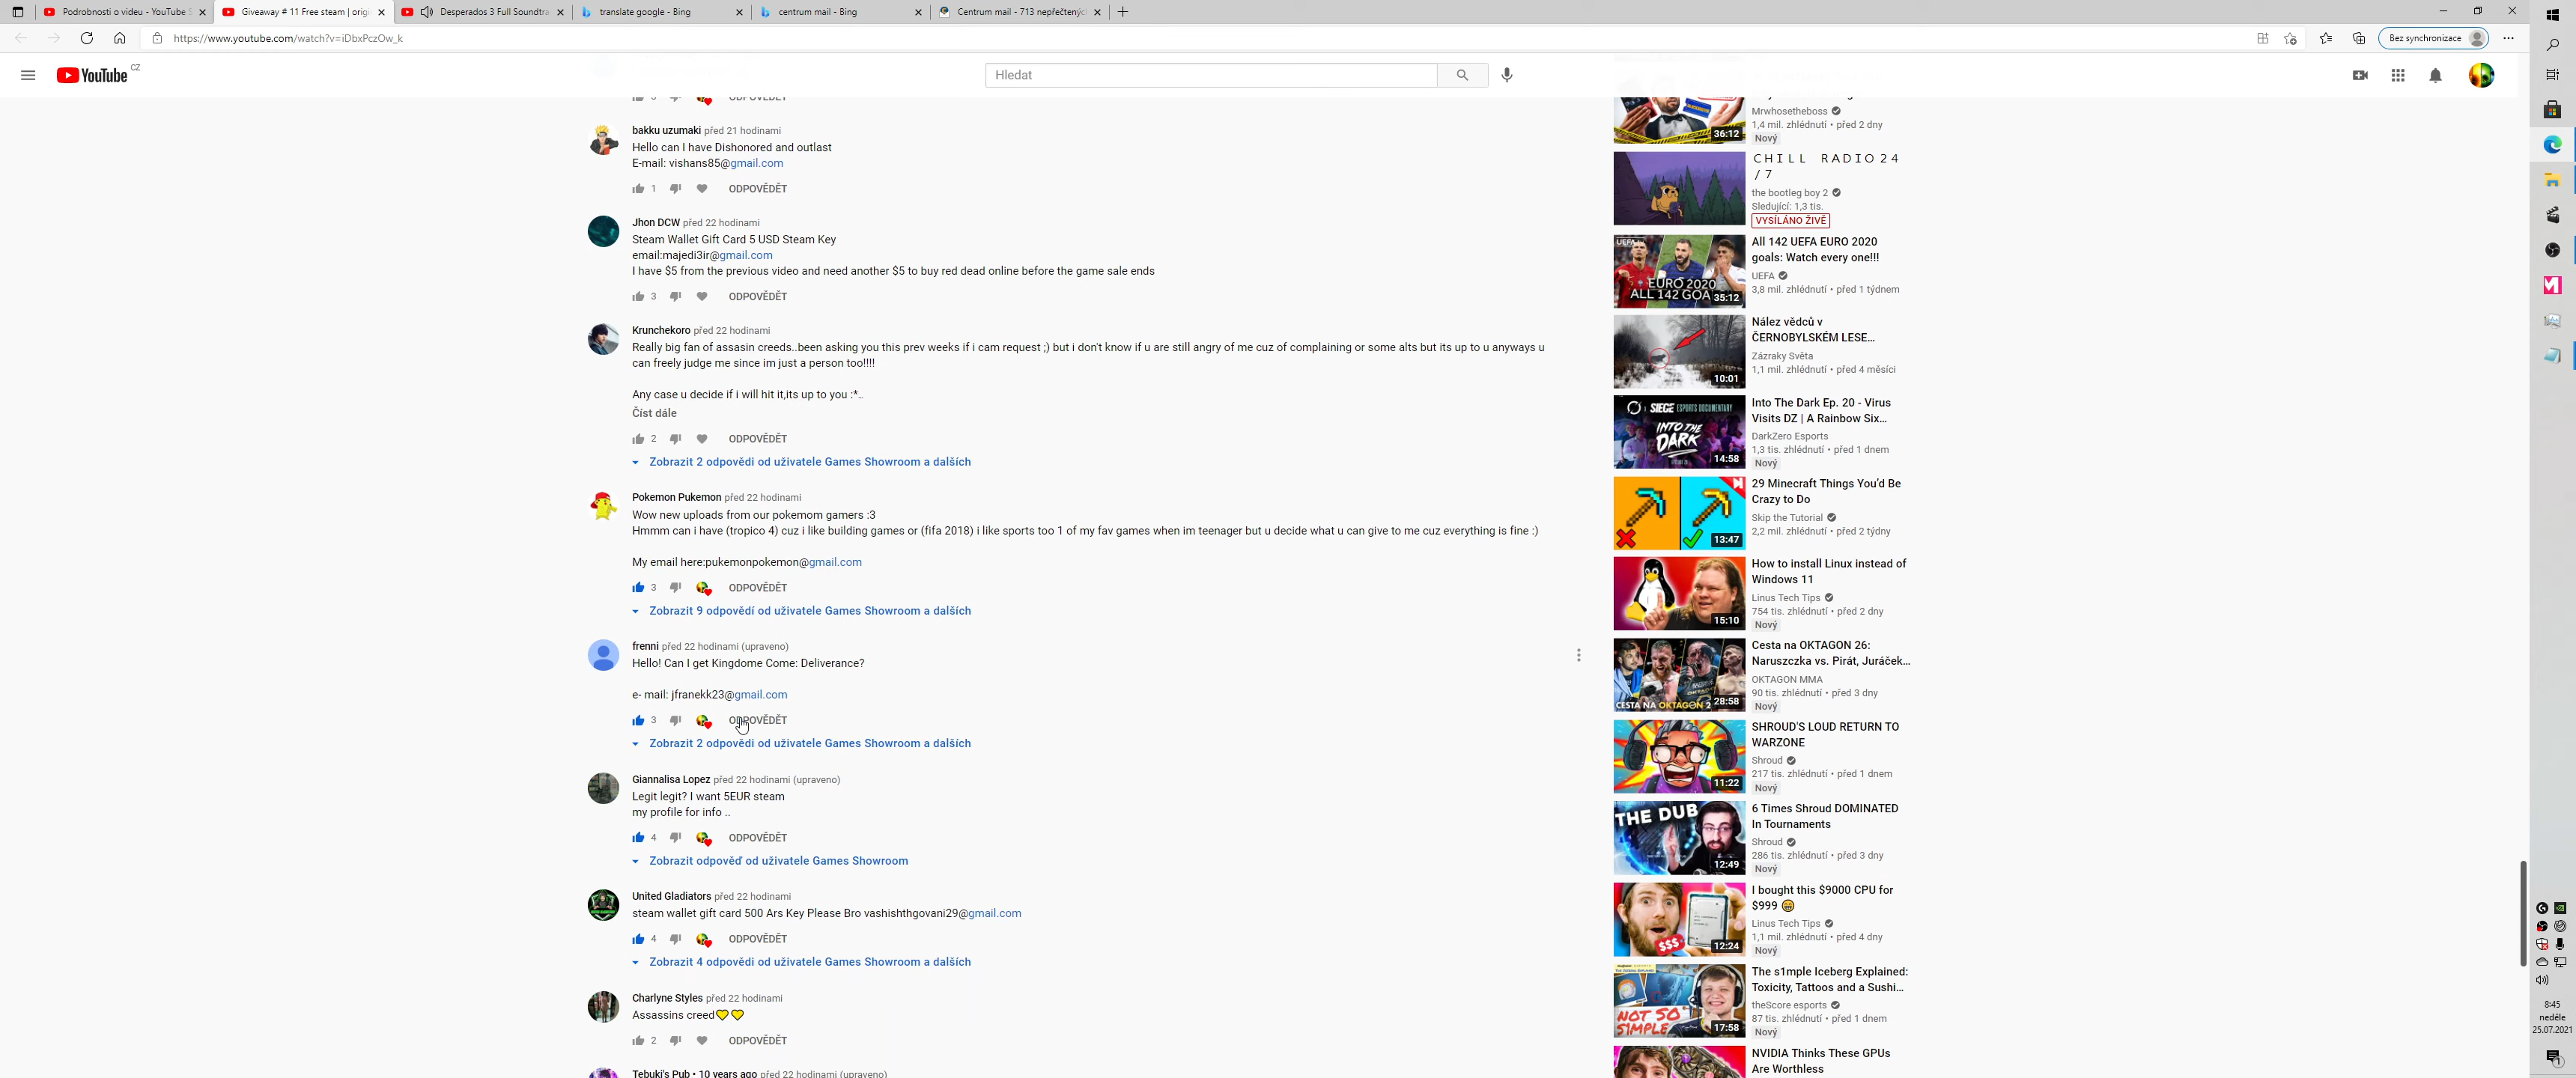 Podrobnosti o videu - YouTube S
Giveaway # 11 Free steam | orig
Desperados 3 Full Soundtra
translate google - Bing
centrum mail - Bing
Centrum mail - 713 nepřečtenýc
https://www.youtube.com/watch?v=iDbxPczOw_k
Bez synchronizace
YouTube CZ
Hledat
ODPOVĚDĚT
bakku uzumaki před 21 hodinami
Hello can I have Dishonored and outlast
E-mail: vishans85@gmail.com
1 ODPOVĚDĚT
Jhon DCW před 22 hodinami
Steam Wallet Gift Card 5 USD Steam Key
email:majedi3ir@gmail.com
I have $5 from the previous video and need another $5 to buy red dead online before the game sale ends
3 ODPOVĚDĚT
Krunchekoro před 22 hodinami
Really big fan of assasin creeds..been asking you this prev weeks if i cam request ;) but i don't know if u are still angry of me cuz of complaining or some alts but its up to u anyways u
can freely judge me since im just a person too!!!!
Any case u decide if i will hit it,its up to you :*..
Číst dále
2 ODPOVĚDĚT
Zobrazit 2 odpovědi od uživatele Games Showroom a dalších
Pokemon Pukemon před 22 hodinami
Wow new uploads from our pokemom gamers :3
Hmmm can i have (tropico 4) cuz i like building games or (fifa 2018) i like sports too 1 of my fav games when im teenager but u decide what u can give to me cuz everything is fine :)
My email here:pukemonpokemon@gmail.com
3 ODPOVĚDĚT
Zobrazit 9 odpovědí od uživatele Games Showroom a dalších
frenni před 22 hodinami (upraveno)
Hello! Can I get Kingdome Come: Deliverance?
e- mail: jfranekk23@gmail.com
3 ODPOVĚDĚT
Zobrazit 2 odpovědi od uživatele Games Showroom a dalších
Giannalisa Lopez před 22 hodinami (upraveno)
Legit legit? I want 5EUR steam
my profile for info ..
4 ODPOVĚDĚT
Zobrazit odpověď od uživatele Games Showroom
United Gladiators před 22 hodinami
steam wallet gift card 500 Ars Key Please Bro vashishthgovani29@gmail.com
4 ODPOVĚDĚT
Zobrazit 4 odpovědi od uživatele Games Showroom a dalších
Charlyne Styles před 22 hodinami
Assassins creed💛💛
2 ODPOVĚDĚT
Tebuki's Pub • 10 years ago před 22 hodinami (upraveno)
36:12
Mrwhosetheboss
1,4 mil. zhlédnutí • před 2 dny
Nový
CHILL RADIO 24
/ 7
the bootleg boy 2
Sledující: 1,3 tis.
VYSÍLÁNO ŽIVĚ
UEFA
EURO 2020
ALL 142 GOA
35:12
All 142 UEFA EURO 2020
goals: Watch every one!!!
UEFA
3,8 mil. zhlédnutí • před 1 týdnem
10:01
Nález vědců v
ČERNOBYLSKÉM LESE...
Zázraky Světa
1,1 mil. zhlédnutí • před 4 měsíci
SIEGE ESPORTS DOCUMENTARY
INTO THE
DARK
14:58
Into The Dark Ep. 20 - Virus
Visits DZ | A Rainbow Six...
DarkZero Esports
1,3 tis. zhlédnutí • před 1 dnem
Nový
13:47
29 Minecraft Things You'd Be
Crazy to Do
Skip the Tutorial
2,2 mil. zhlédnutí • před 2 týdny
15:10
How to install Linux instead of
Windows 11
Linus Tech Tips
754 tis. zhlédnutí • před 2 dny
Nový
CESTA NA OKTAGON 2
28:58
Cesta na OKTAGON 26:
Naruszczka vs. Pirát, Juráček...
OKTAGON MMA
90 tis. zhlédnutí • před 3 dny
Nový
11:22
SHROUD'S LOUD RETURN TO
WARZONE
Shroud
217 tis. zhlédnutí • před 1 dnem
Nový
THE DUB
12:49
6 Times Shroud DOMINATED
In Tournaments
Shroud
286 tis. zhlédnutí • před 3 dny
Nový
$$$
12:24
I bought this $9000 CPU for
$999 😁
Linus Tech Tips
1,1 mil. zhlédnutí • před 4 dny
Nový
NOT SO
S1MPLE
17:58
The s1mple Iceberg Explained:
Toxicity, Tattoos and a Sushi...
theScore esports
87 tis. zhlédnutí • před 1 dnem
Nový
NVIDIA Thinks These GPUs
Are Worthless
8:45
neděle
25.07.2021
1